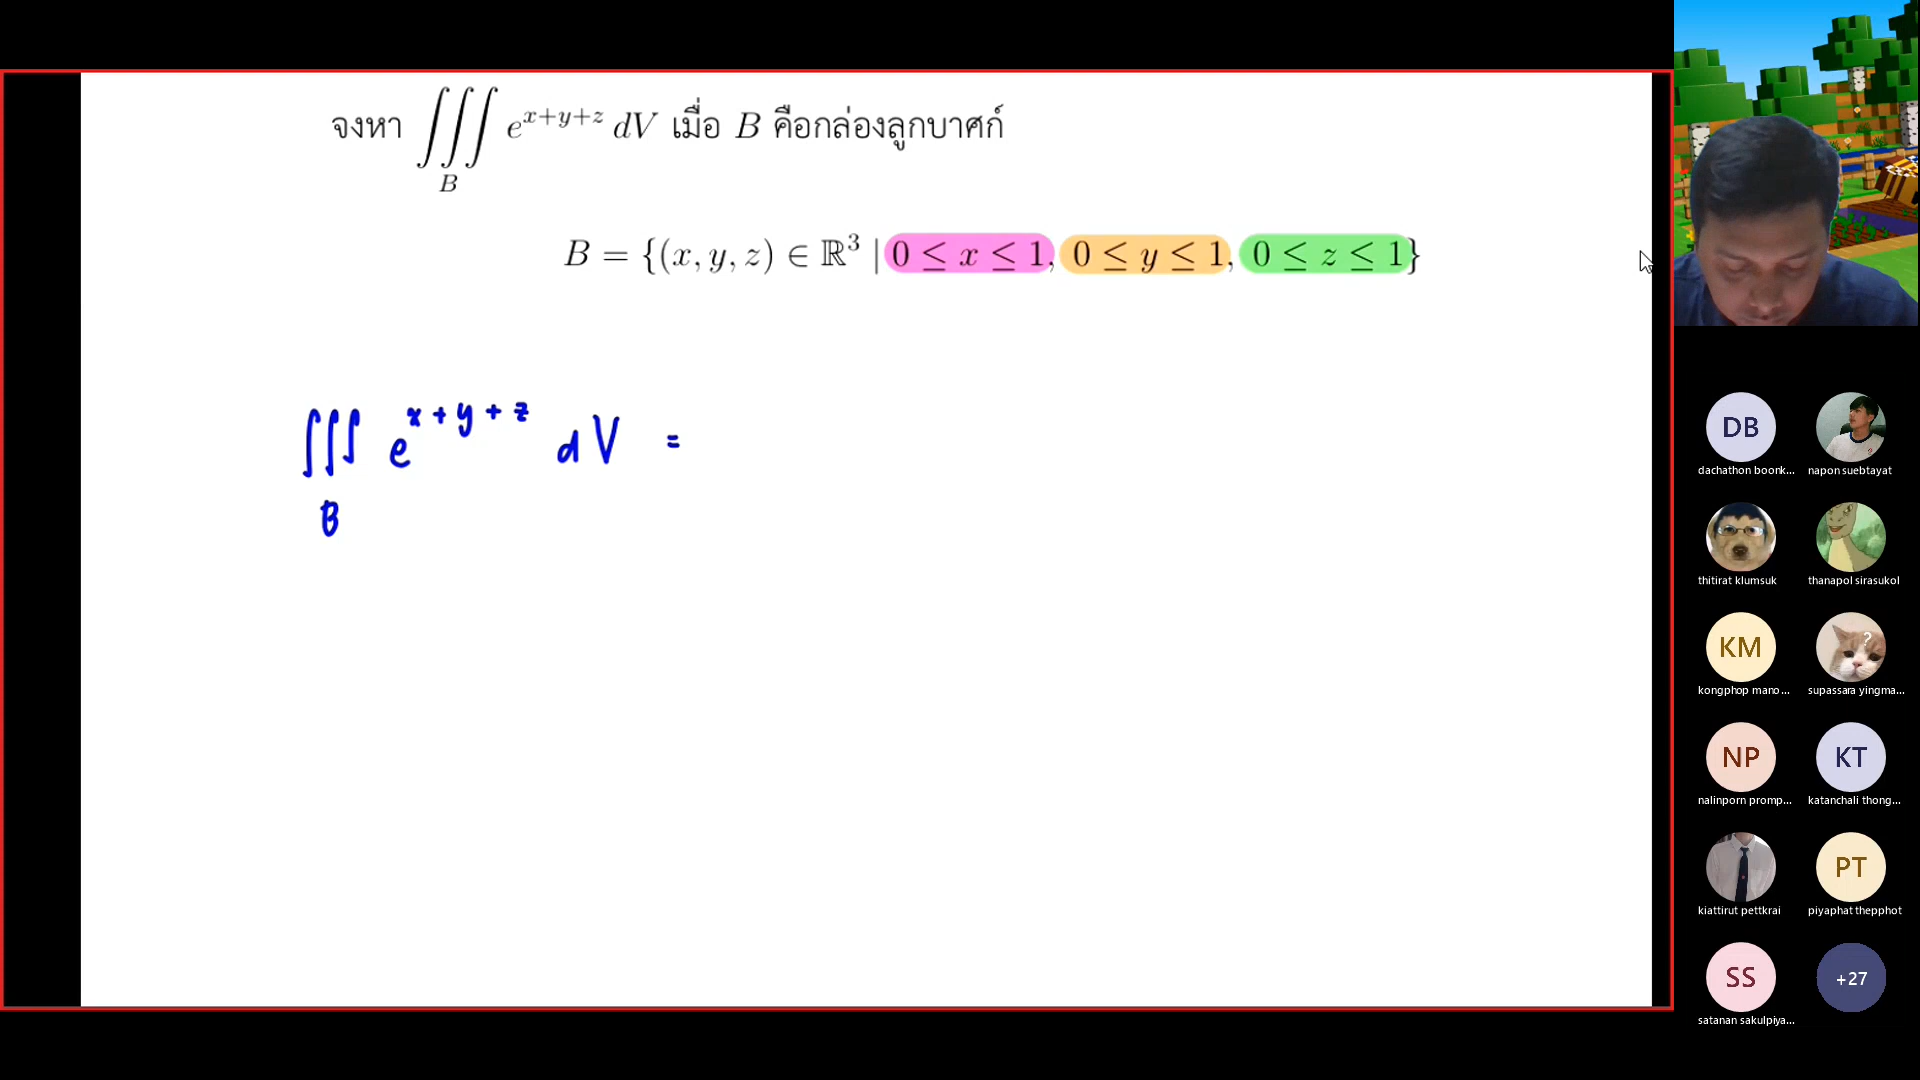 จงหา ∭_B e^{x+y+z} dV เมื่อ B คือกล่องลูกบาศก์
B = {(x, y, z) ∈ ℝ³ | 0 ≤ x ≤ 1, 0 ≤ y ≤ 1, 0 ≤ z ≤ 1}
∭_B e^{x+y+z} dV =
DB
dachathon boonk...
napon suebtayat
thitirat klumsuk
thanapol sirasukol
KM
kongphop mano...
?
supassara yingma...
NP
nalinporn promp...
KT
katanchali thong...
kiattirut pettkrai
PT
piyaphat thepphot
SS
satanan sakulpiya...
+27